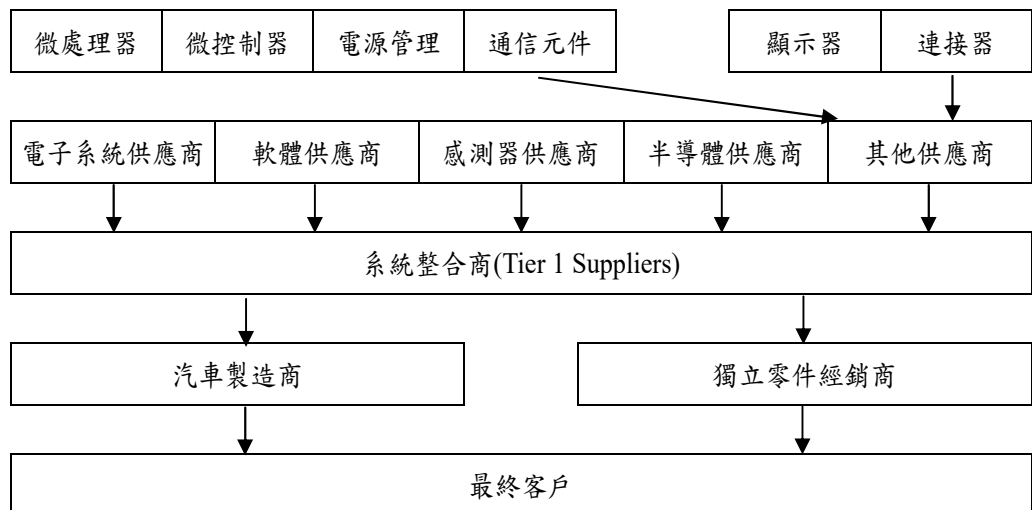 微處理器 微控制器 電源管理 通信元件 顯示器 連接器
電子系統供應商 軟體供應商 感測器供應商 半導體供應商 其他供應商
系統整合商(Tier 1 Suppliers)
汽車製造商 獨立零件經銷商
最終客戶